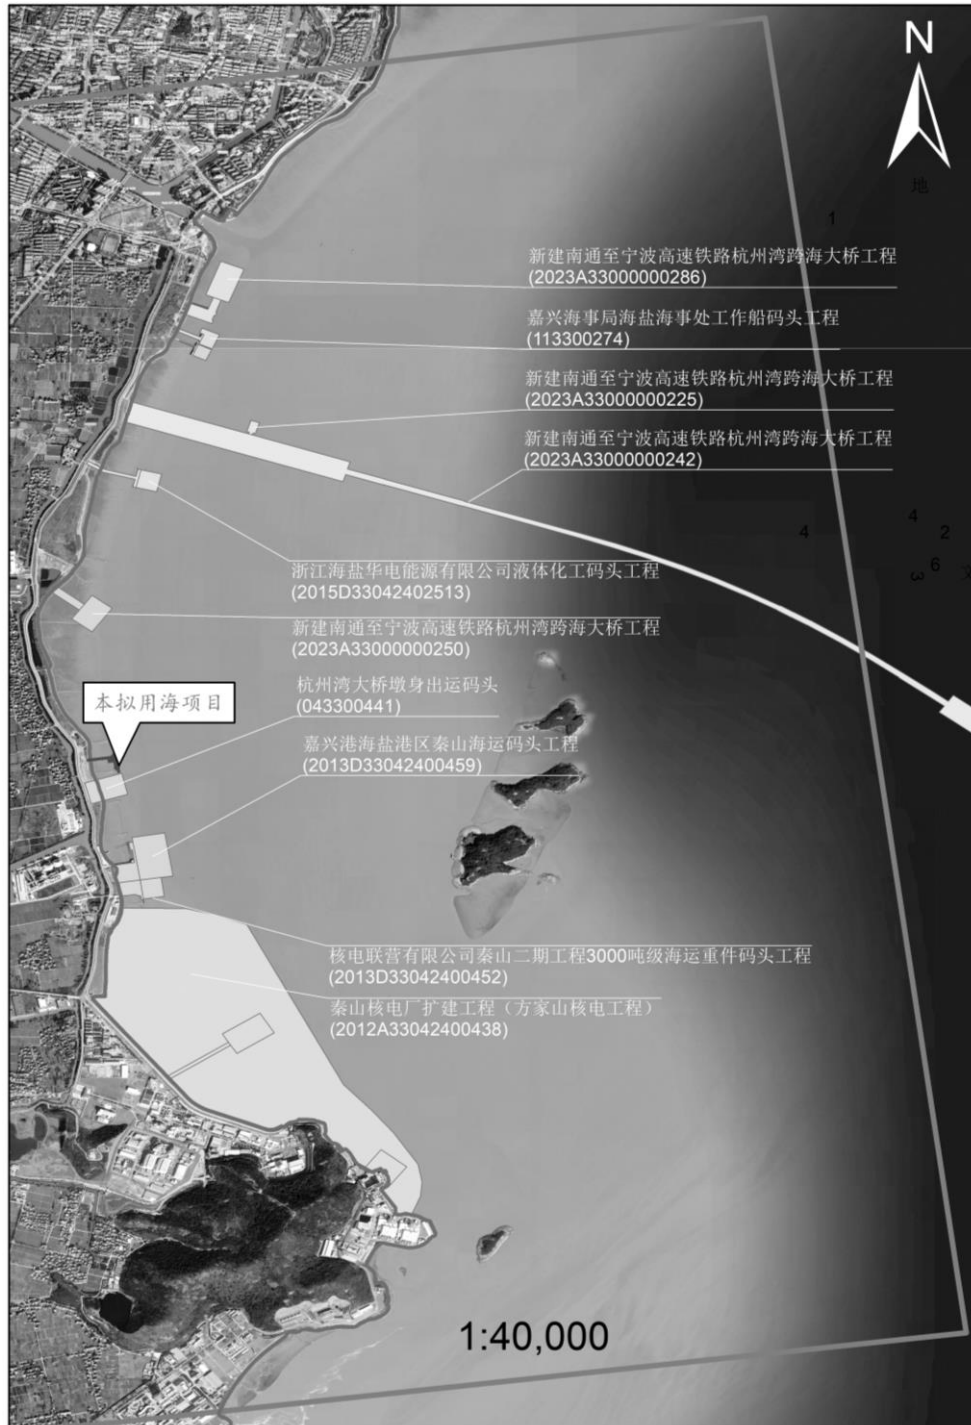 N
地
1
新建南通至宁波高速铁路杭州湾跨海大桥工程
(2023A33000000286)
嘉兴海事局海盐海事处工作船码头工程
(113300274)
新建南通至宁波高速铁路杭州湾跨海大桥工程
(2023A33000000225)
新建南通至宁波高速铁路杭州湾跨海大桥工程
(2023A33000000242)
4
4
2
6
3
浙江海盐华电能源有限公司液体化工码头工程
(2015D33042402513)
新建南通至宁波高速铁路杭州湾跨海大桥工程
(2023A33000000250)
杭州湾大桥墩身出运码头
(043300441)
本拟用海项目
嘉兴港海盐港区秦山海运码头工程
(2013D33042400459)
核电联营有限公司秦山二期工程3000吨级海运重件码头工程
(2013D33042400452)
秦山核电厂扩建工程（方家山核电工程）
(2012A33042400438)
1:40,000